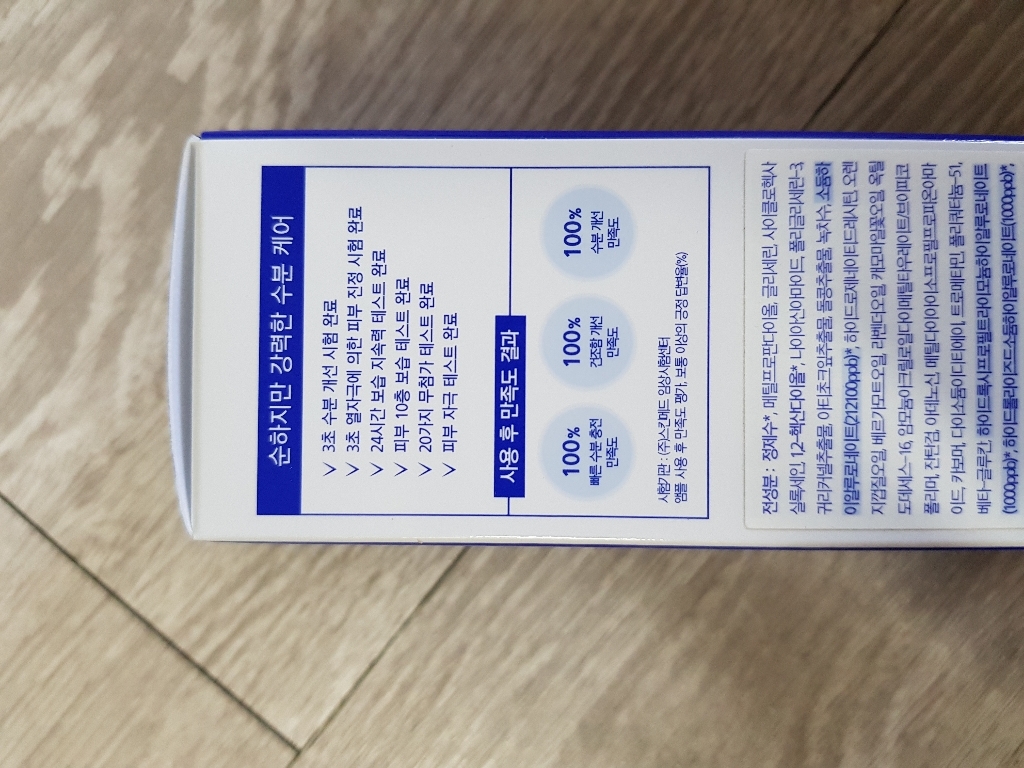 순하지만 강력한 수분 케어
∨ 3초 수분 개선 시험 완료
∨ 3초 열자극에 의한 피부 진정 시험 완료
∨ 24시간 보습 지속력 테스트 완료
∨ 피부 10층 보습 테스트 완료
∨ 20가지 무첨가 테스트 완료
∨ 피부 자극 테스트 완료
사용 후 만족도 결과
100%
빠른 수분 충전
만족도
100%
건조함 개선
만족도
100%
수분 개선
만족도
시험기관 : (주)스킨메드 임상시험센터
앰플 사용 후 만족도 평가, 보통 이상의 긍정 답변율(%)
전성분 : 정제수*, 메틸프로판다이올, 글리세린, 사이클로헥사
실록세인, 1,2-헥산다이올*, 나이아신아마이드, 폴리글리세린-3,
귀리커넬추출물, 아티초크잎추출물, 동콩추출물, 녹차수, 소듐하
이알루로네이트(212100ppb)*, 하이드로제네이티드레시틴, 오렌
지껍질오일, 베르가모트오일, 라벤더오일, 캐모마일꽃오일, 옥틸
도데세스-16, 암모늄아크릴로일다이메틸타우레이트/브이피코
폴리머, 잔탄검, 아데노신, 메틸다이아이소프로필프로피온아마
이드, 카보머, 다이소듐이디티에이, 트로메타민, 폴리쿼터늄-51,
베타-글루칸, 하이드록시프로필트라이모늄하이알루로네이트
(1000ppb)*, 하이드롤라이즈드소듐하이알루로네이트(100ppb)*,